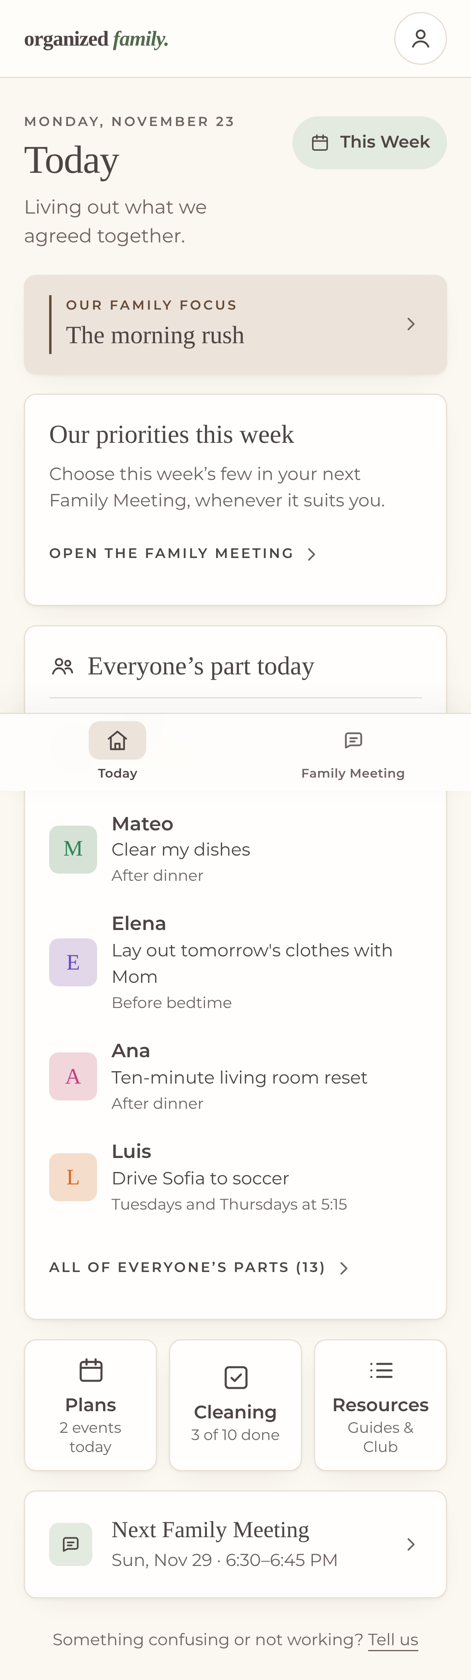 organized family.
MONDAY, NOVEMBER 23
Today
This Week
Living out what we
agreed together.
OUR FAMILY FOCUS
The morning rush
Our priorities this week
Choose this week’s few in your next
Family Meeting, whenever it suits you.
OPEN THE FAMILY MEETING
Everyone’s part today
Today
Family Meeting
M
Mateo
Clear my dishes
After dinner
E
Elena
Lay out tomorrow's clothes with
Mom
Before bedtime
A
Ana
Ten-minute living room reset
After dinner
L
Luis
Drive Sofia to soccer
Tuesdays and Thursdays at 5:15
ALL OF EVERYONE’S PARTS (13)
Plans
2 events
today
Cleaning
3 of 10 done
Resources
Guides &
Club
Next Family Meeting
Sun, Nov 29 · 6:30–6:45 PM
Something confusing or not working? Tell us